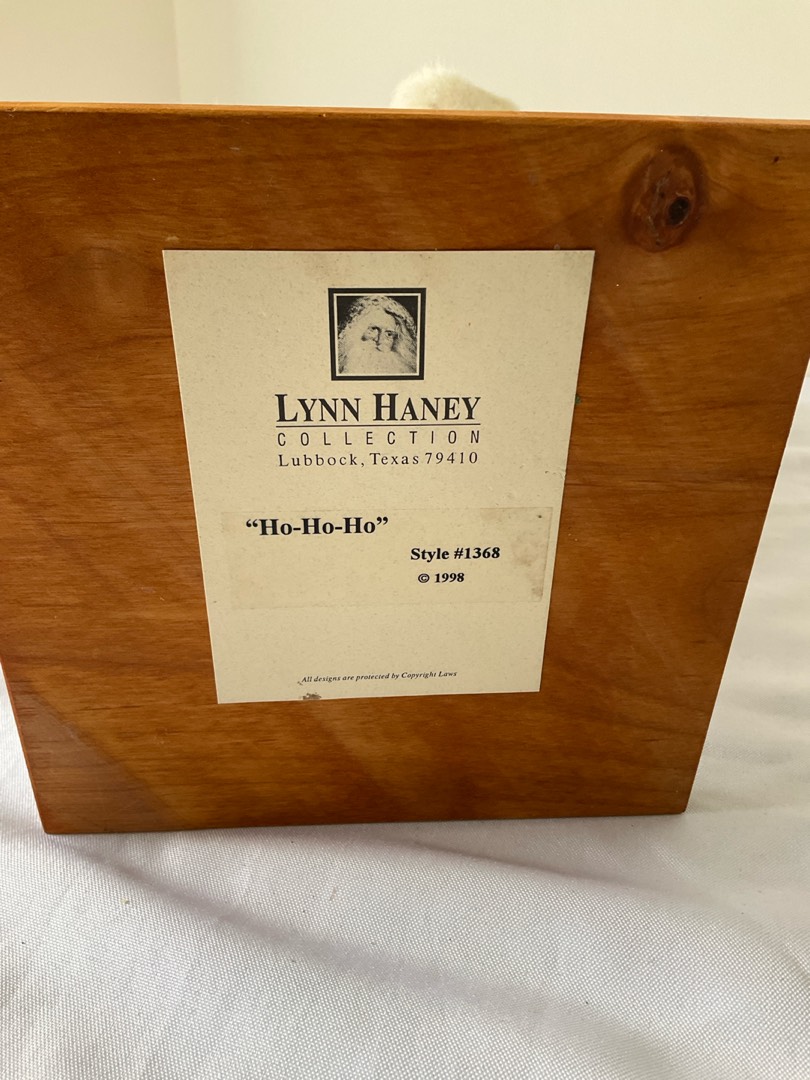 LYNN HANEY
COLLECTION
Lubbock, Texas 79410
“Ho-Ho-Ho”
Style #1368
© 1998
All designs are protected by Copyright Laws